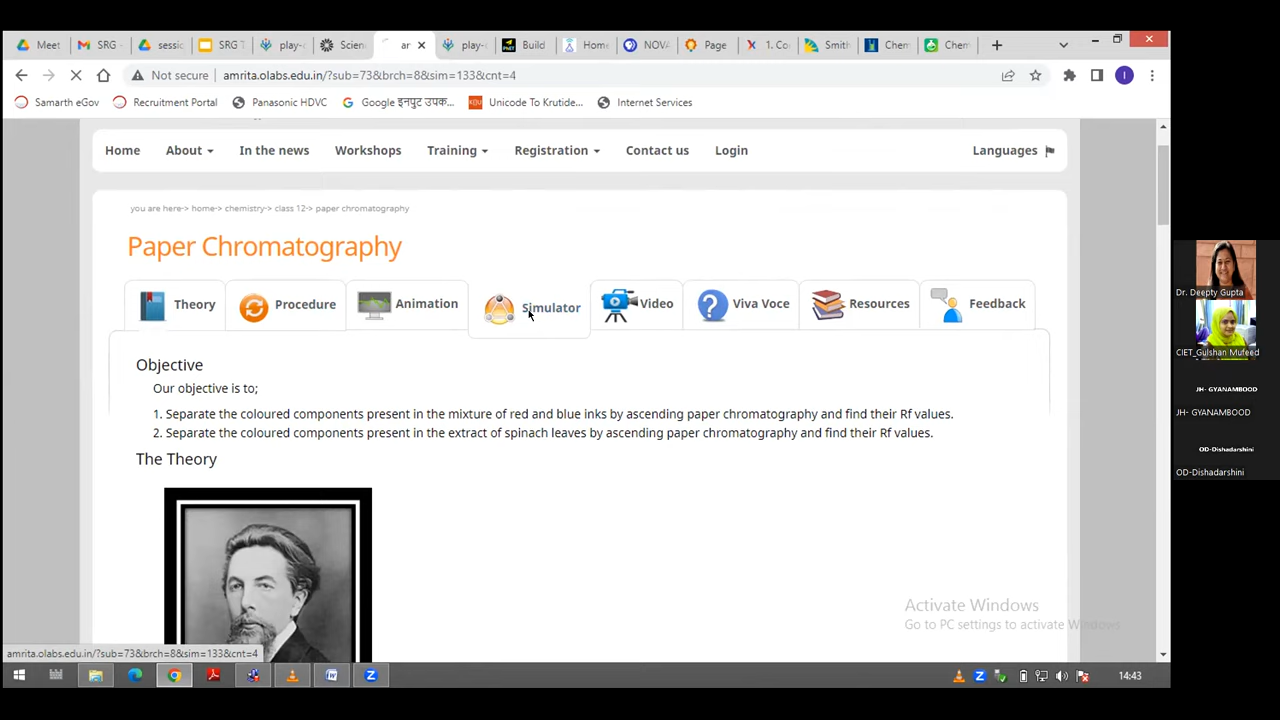 Meet
SRG
sessic
SRG T
play-
Scien
ar
play-
Build
Home
NOV
Page
1. Co
Smith
Chem
Chem
Not secure
amrita.olabs.edu.in/?sub=73&brch=8&sim=133&cnt=4
Samarth eGov
Recruitment Portal
Panasonic HDVC
Google इनपुट उपक...
Unicode To Krutide...
Internet Services
Home
About
In the news
Workshops
Training
Registration
Contact us
Login
Languages
you are here-> home-> chemistry-> class 12-> paper chromatography
Paper Chromatography
Theory
Procedure
Animation
Simulator
Video
Viva Voce
Resources
Feedback
Objective
Our objective is to;
1. Separate the coloured components present in the mixture of red and blue inks by ascending paper chromatography and find their Rf values.
2. Separate the coloured components present in the extract of spinach leaves by ascending paper chromatography and find their Rf values.
The Theory
Activate Windows
Go to PC settings to activate Windows
amrita.olabs.edu.in/?sub=73&brch=8&sim=133&cnt=4
14:43
Dr. Deepty Gupta
CIET_Gulshan Mufeed
JH- GYANAMBOOD
JH- GYANAMBOOD
OD-Dishadarshini
OD-Dishadarshini